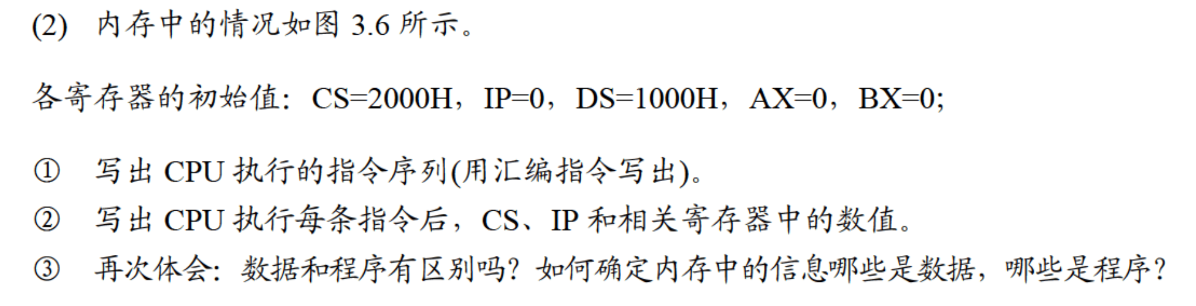 (2) 内存中的情况如图 3.6 所示。
各寄存器的初始值：CS=2000H，IP=0，DS=1000H，AX=0，BX=0;
① 写出 CPU 执行的指令序列(用汇编指令写出)。
② 写出 CPU 执行每条指令后，CS、IP 和相关寄存器中的数值。
③ 再次体会：数据和程序有区别吗？如何确定内存中的信息哪些是数据，哪些是程序？